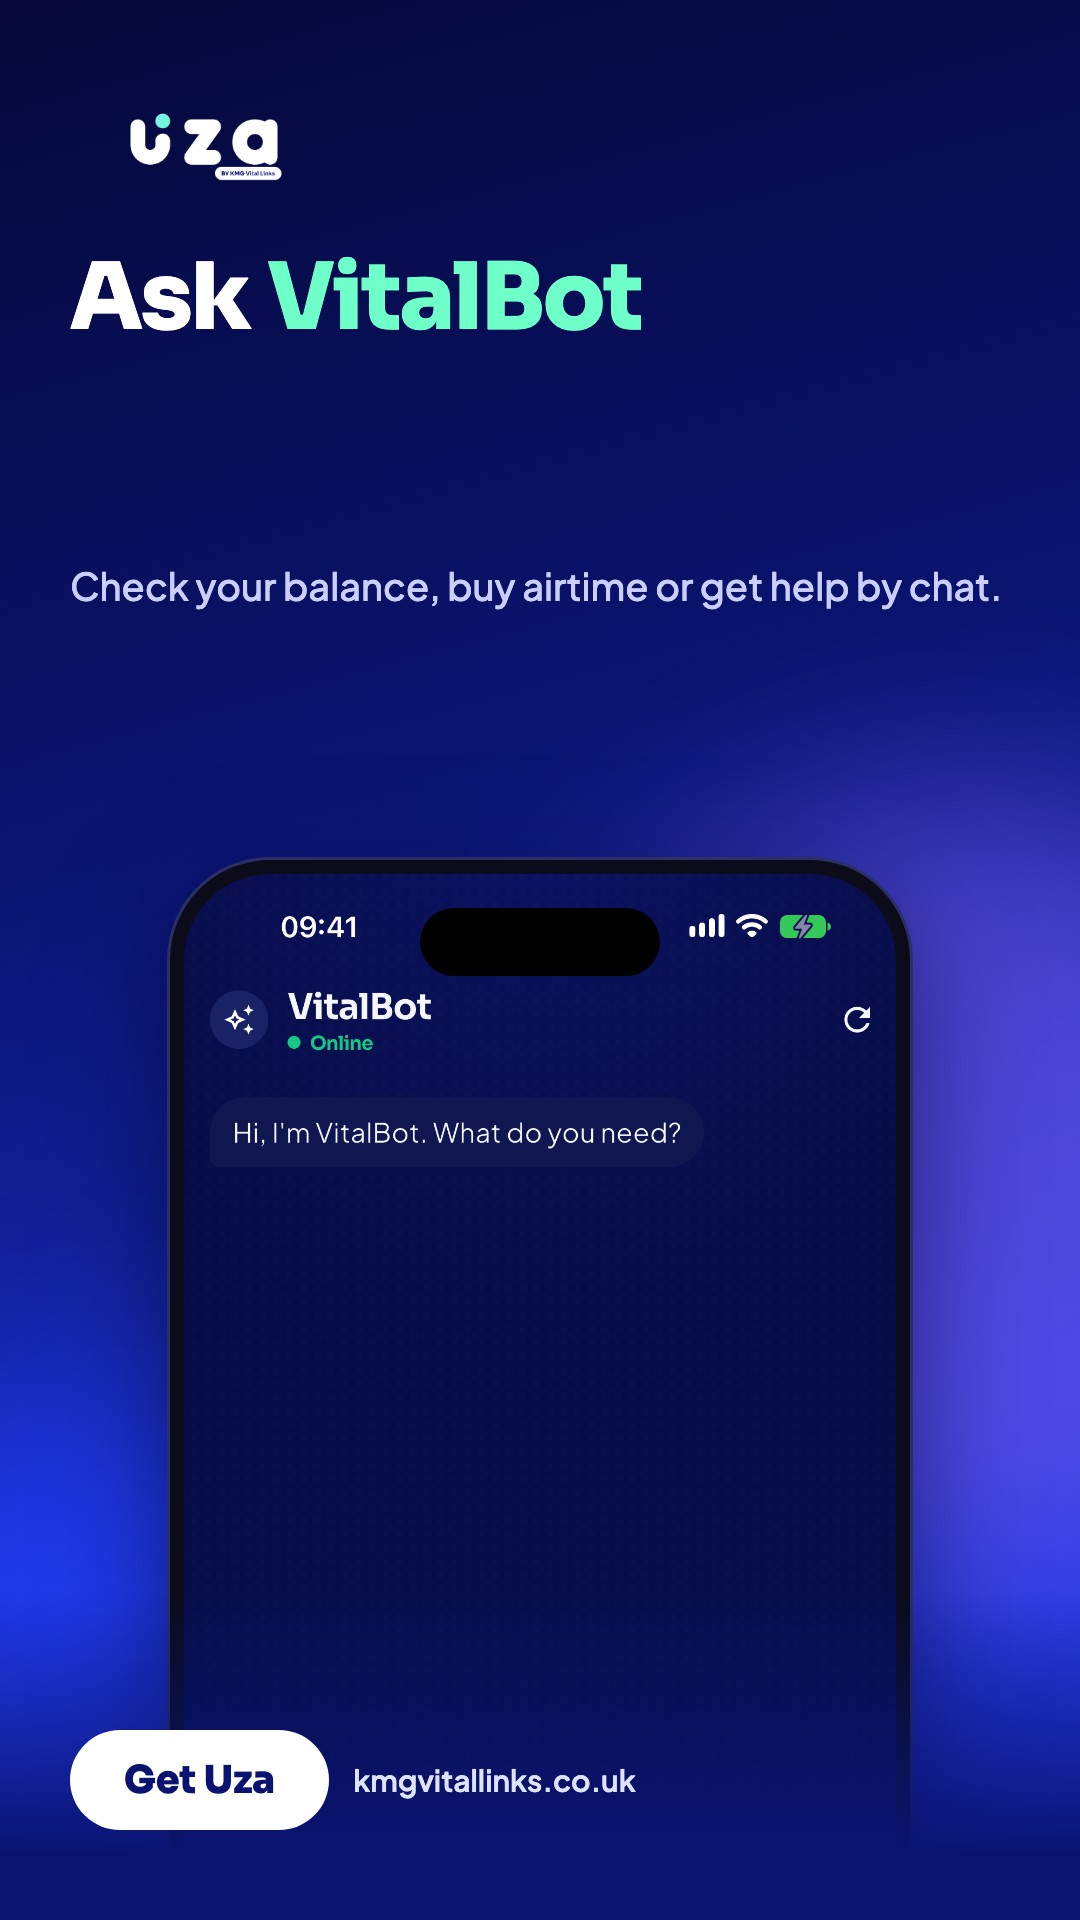 uza
BY KMG Vital Links
Ask VitalBot
Check your balance, buy airtime or get help by chat.
09:41
VitalBot
Online
Hi, I'm VitalBot. What do you need?
Get Uza
kmgvitallinks.co.uk